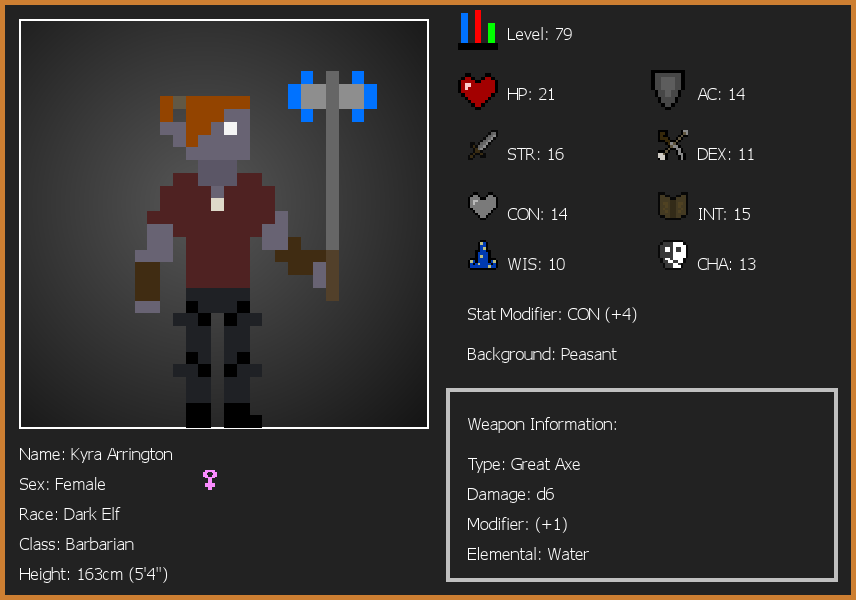 Level: 79
HP: 21
AC: 14
STR: 16
DEX: 11
CON: 14
INT: 15
WIS: 10
CHA: 13
Stat Modifier: CON (+4)
Background: Peasant
Weapon Information:
Type: Great Axe
Damage: d6
Modifier: (+1)
Elemental: Water
Name: Kyra Arrington
Sex: Female
Race: Dark Elf
Class: Barbarian
Height: 163cm (5'4")